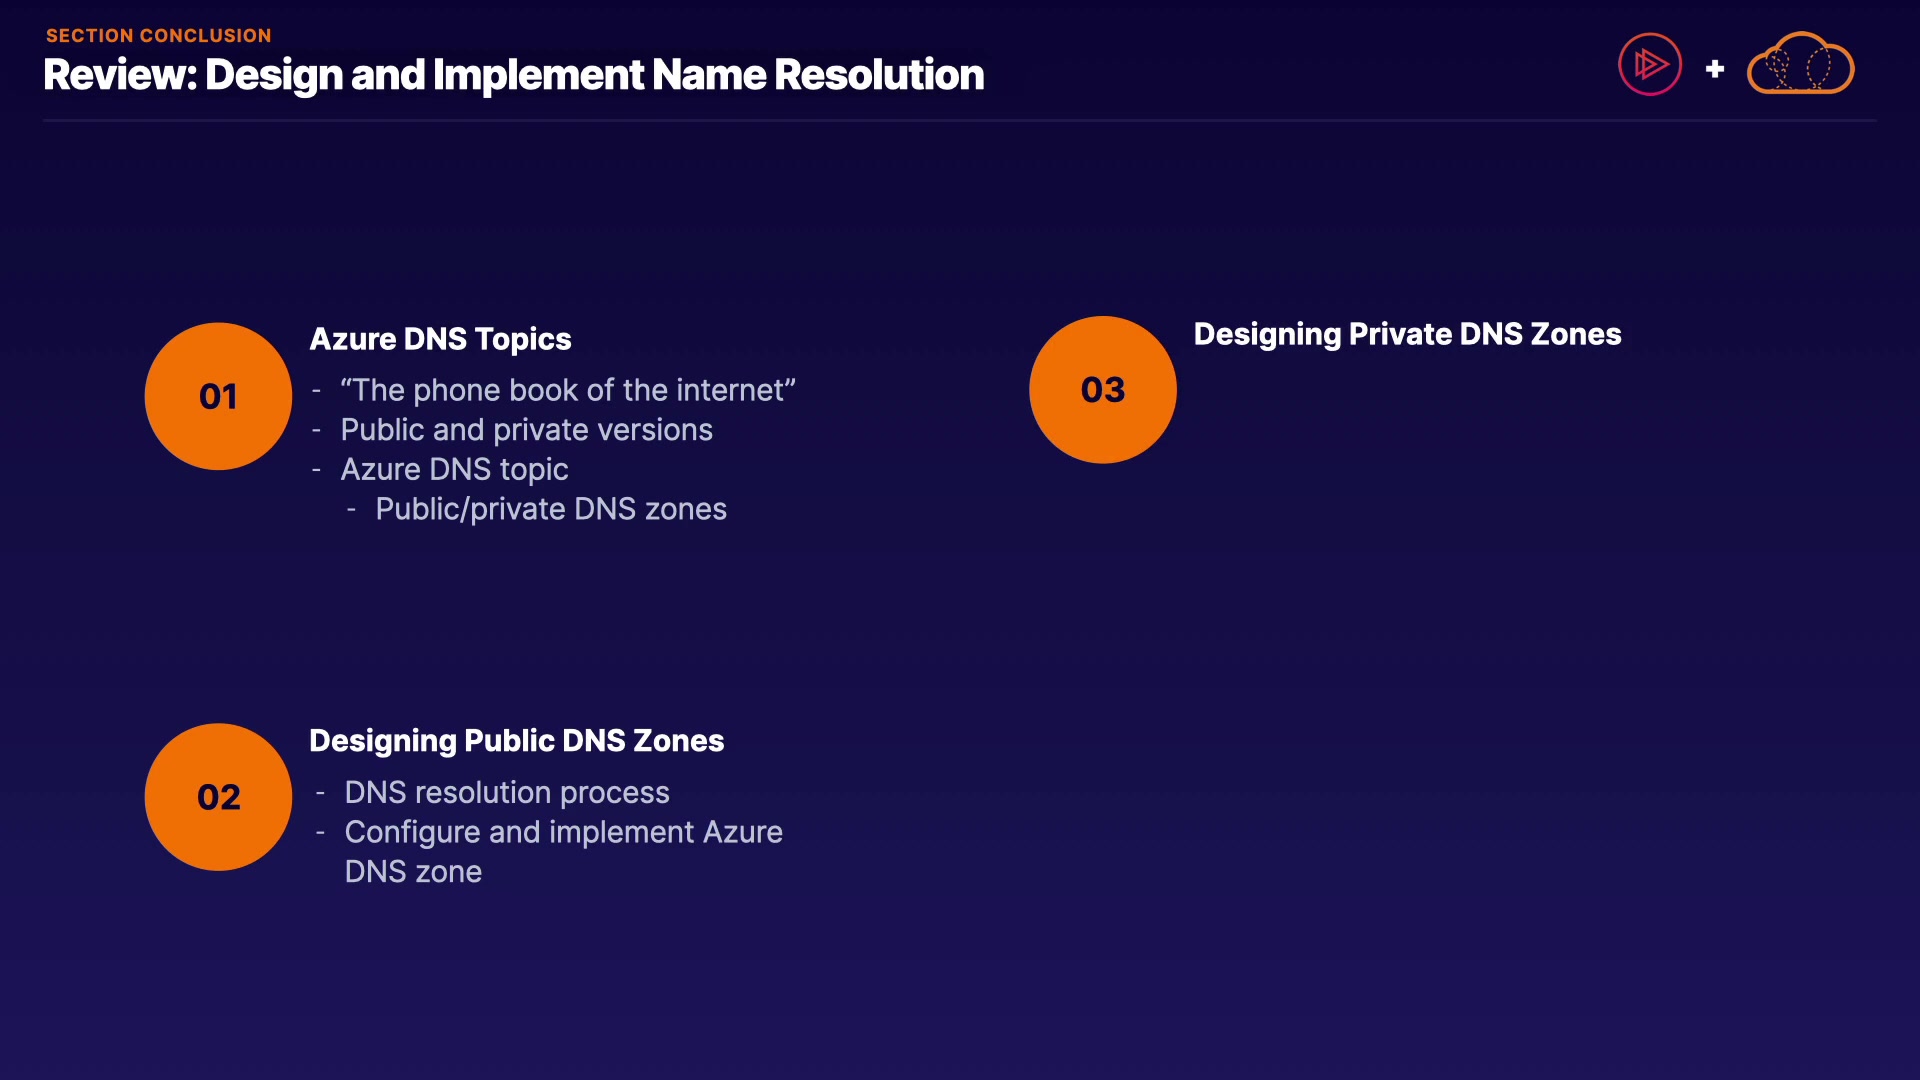 SECTION CONCLUSION
Review: Design and Implement Name Resolution
+
01
Azure DNS Topics
- “The phone book of the internet”
- Public and private versions
- Azure DNS topic
- Public/private DNS zones
02
Designing Public DNS Zones
- DNS resolution process
- Configure and implement Azure
DNS zone
03
Designing Private DNS Zones